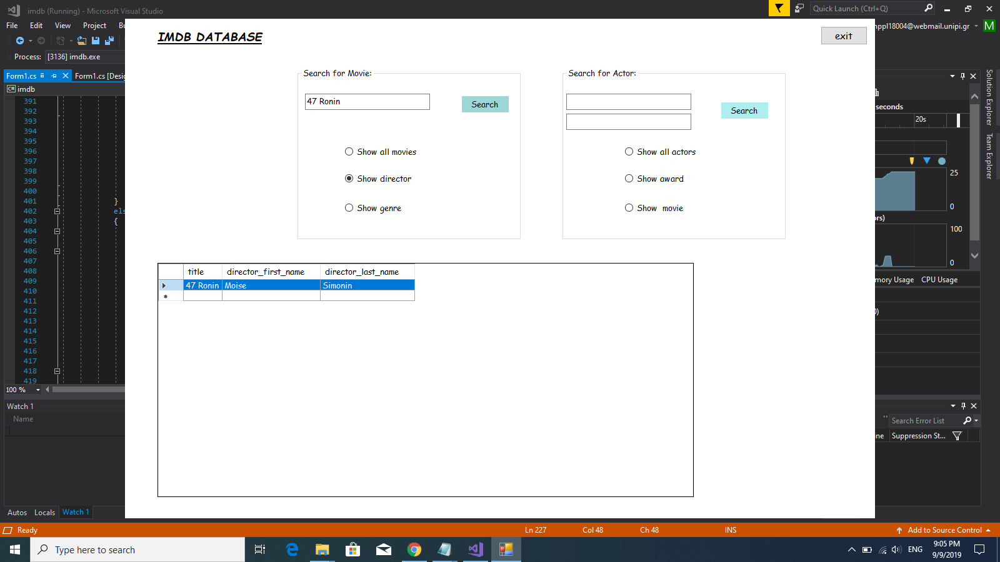 imdb (Running) - Microsoft Visual Studio
Quick Launch (Ctrl+Q)
File Edit View Project
mppl18004@webmail.unipi.gr M
Process: [3136] imdb.exe
Form1.cs Form1.cs [Desig
C# imdb
391
392
393
394
395
396
397
398
399
400
401 }
402 els
403 {
404
405
406
407
408
409
410
411
412
413
414
415
416
417
418
419
100 %
Watch 1
Name
Autos Locals Watch 1
IMDB DATABASE
exit
Search for Movie:
47 Ronin
Search
Show all movies
Show director
Show genre
Search for Actor:
Search
Show all actors
Show award
Show movie
title director_first_name director_last_name
47 Ronin Moise Simonin
Solution Explorer
Team Explorer
seconds
20s
25
0
ors)
100
0
mory Usage CPU Usage
0)
Search Error List
ine Suppression St...
Ready
Ln 227 Col 48 Ch 48 INS
Add to Source Control
Type here to search
ENG
9:05 PM
9/9/2019